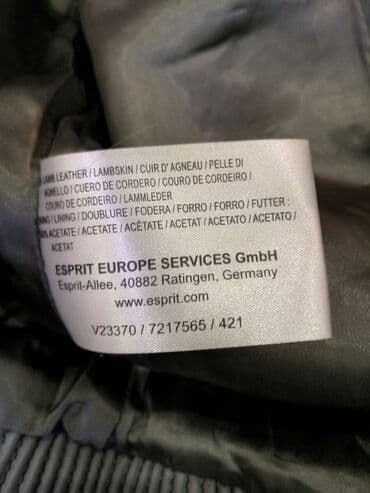 LAMB LEATHER / LAMBSKIN / CUIR D' AGNEAU / PELLE DI
AGNELLO / CUERO DE CORDERO / COURO DE CORDEIRO /
COURO DE CORDEIRO / LAMMLEDER
/ LINING / DOUBLURE / FODERA / FORRO / FORRO / FUTTER :
ACETATE / ACETATE / ACÉTATE / ACETAT / ACETATO / ACETATO /
ACETAT
ESPRIT EUROPE SERVICES GmbH
Esprit-Allee, 40882 Ratingen, Germany
www.esprit.com
V23370 / 7217565 / 421